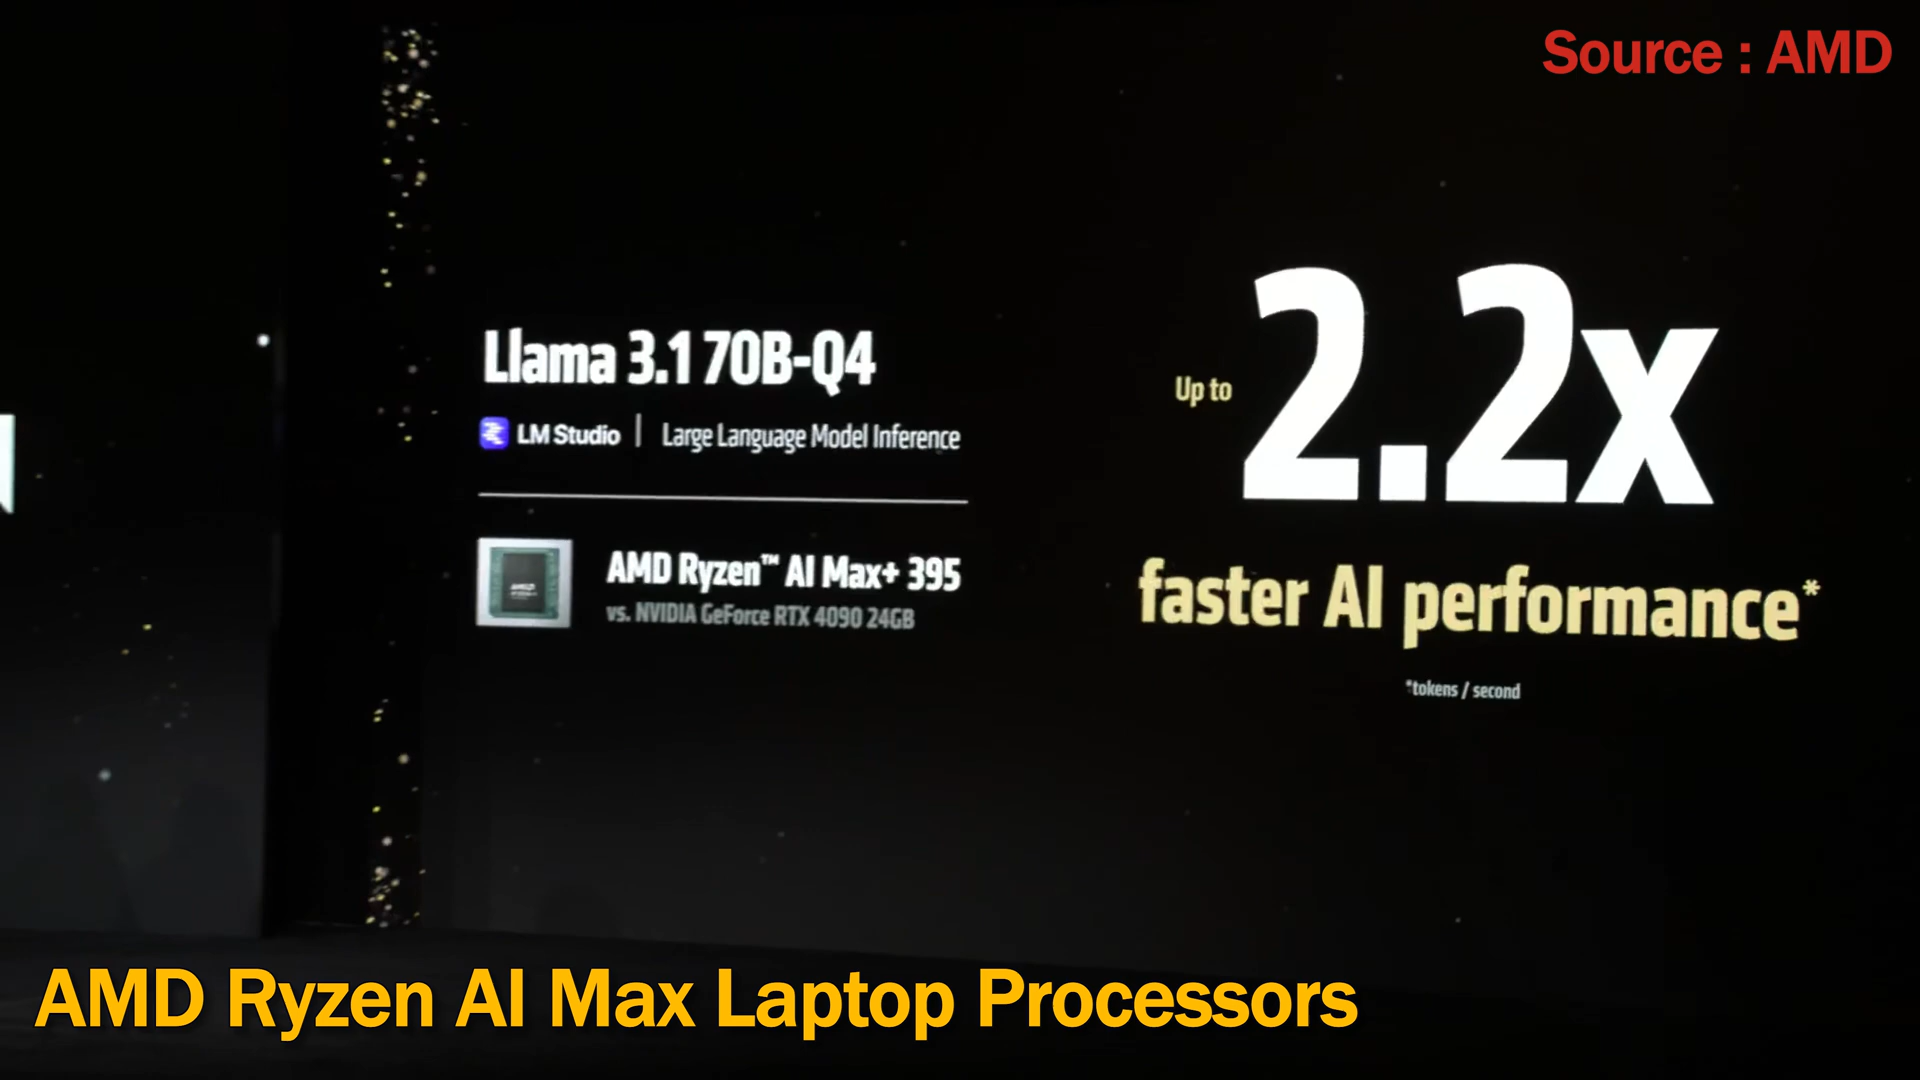 Source : AMD
Llama 3.1 70B-Q4
LM Studio | Large Language Model Inference
AMD Ryzen™ AI Max+ 395
vs. NVIDIA GeForce RTX 4090 24GB
Up to 2.2x
faster AI performance*
*tokens / second
AMD Ryzen AI Max Laptop Processors